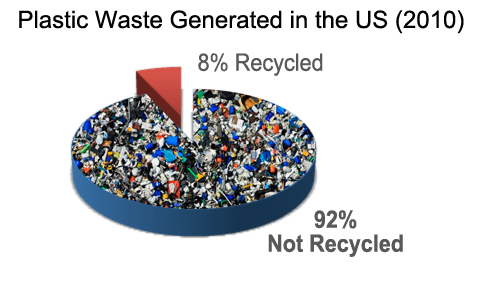 Plastic Waste Generated in the US (2010)
8% Recycled
92%
Not Recycled